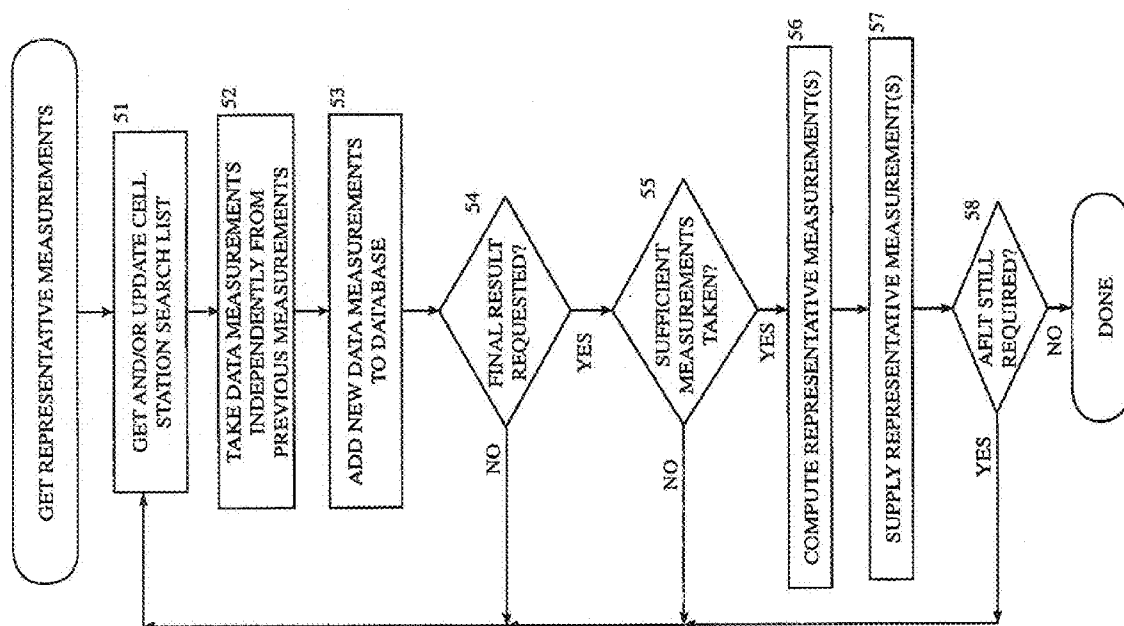 GET REPRESENTATIVE MEASUREMENTS
51
GET AND/OR UPDATE CELL
STATION SEARCH LIST
52
TAKE DATA MEASUREMENTS
INDEPENDENTLY FROM
PREVIOUS MEASUREMENTS
53
ADD NEW DATA MEASUREMENTS
TO DATABASE
54
FINAL RESULT
REQUESTED?
NO
YES
55
SUFFICIENT
MEASUREMENTS
TAKEN?
NO
YES
56
COMPUTE REPRESENTATIVE MEASUREMENT(S)
57
SUPPLY REPRESENTATIVE MEASUREMENT(S)
58
AFLT STILL
REQUIRED?
YES
NO
DONE